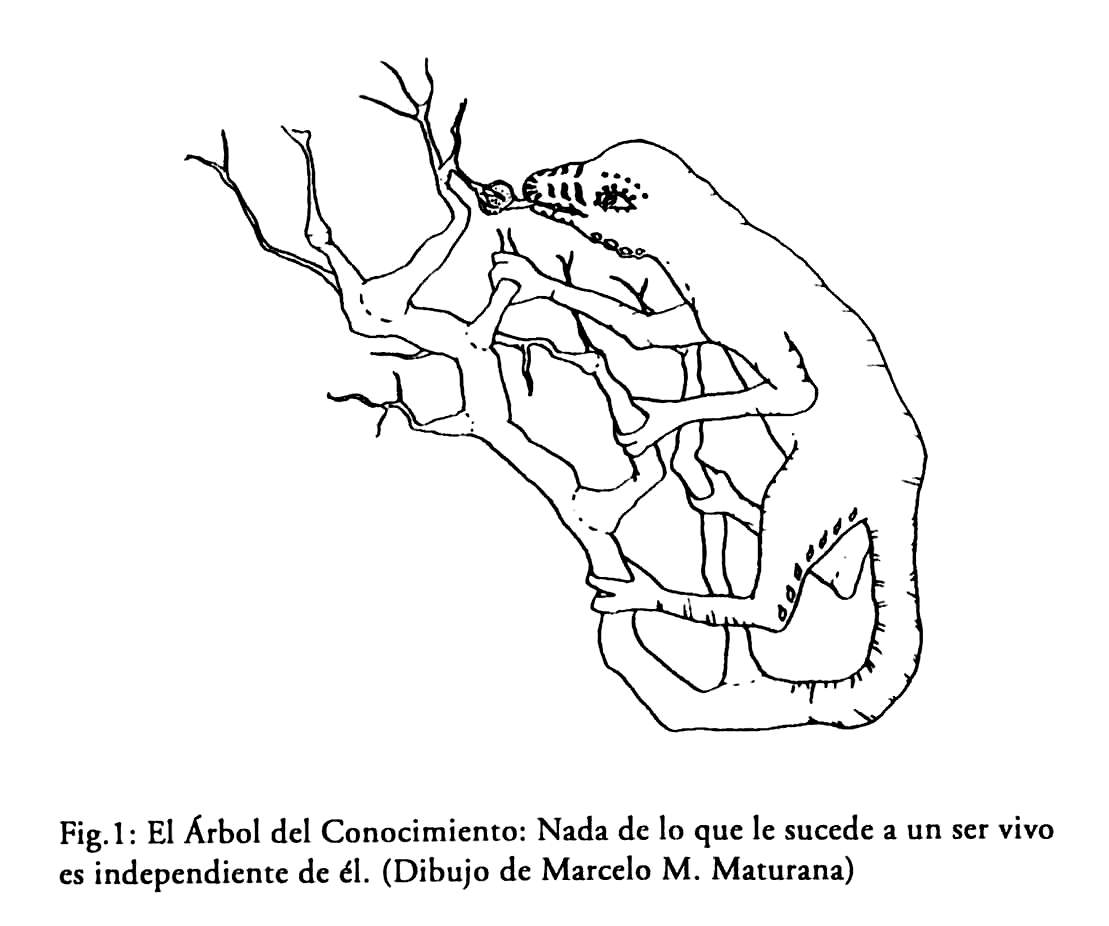 Fig.1: El Árbol del Conocimiento: Nada de lo que le sucede a un ser vivo
es independiente de él. (Dibujo de Marcelo M. Maturana)